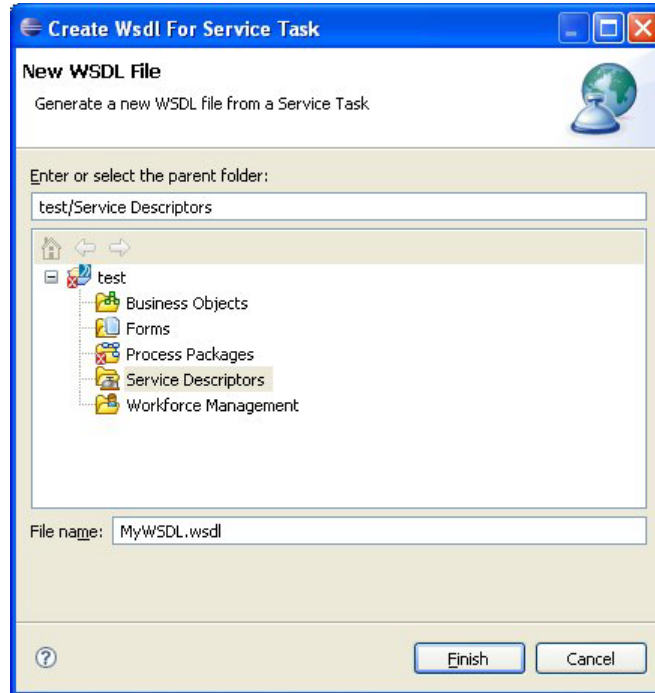 Create Wsdl For Service Task
New WSDL File
Generate a new WSDL file from a Service Task
Enter or select the parent folder:
test/Service Descriptors
test
Business Objects
Forms
Process Packages
Service Descriptors
Workforce Management
File name: MyWSDL.wsdl
Finish Cancel